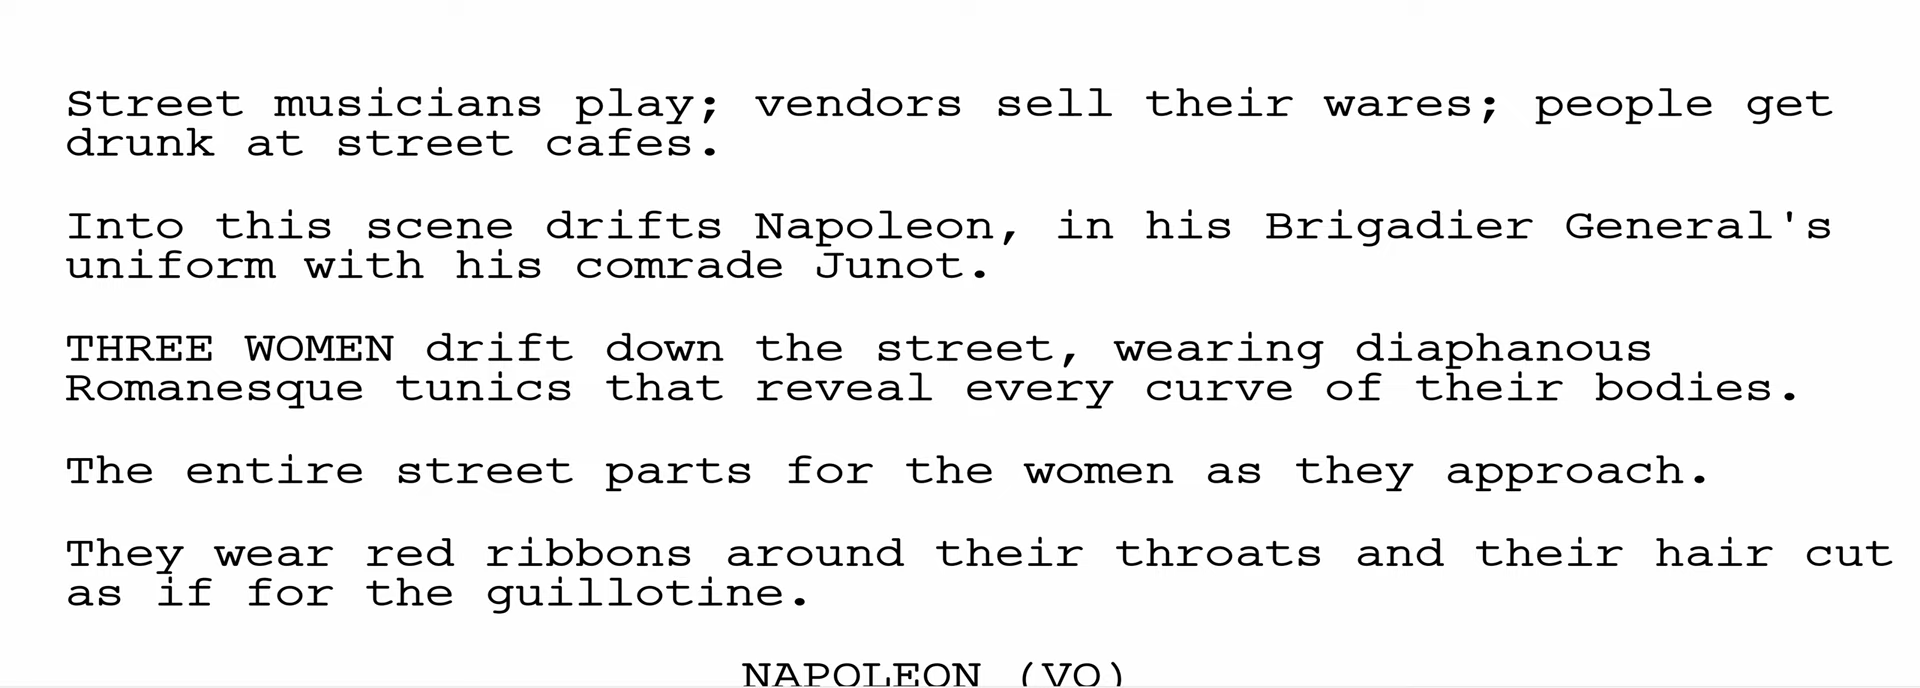 Street musicians play; vendors sell their wares; people get
drunk at street cafes.
Into this scene drifts Napoleon, in his Brigadier General's
uniform with his comrade Junot.
THREE WOMEN drift down the street, wearing diaphanous
Romanesque tunics that reveal every curve of their bodies.
The entire street parts for the women as they approach.
They wear red ribbons around their throats and their hair cut
as if for the guillotine.
NAPOLEON (VO)